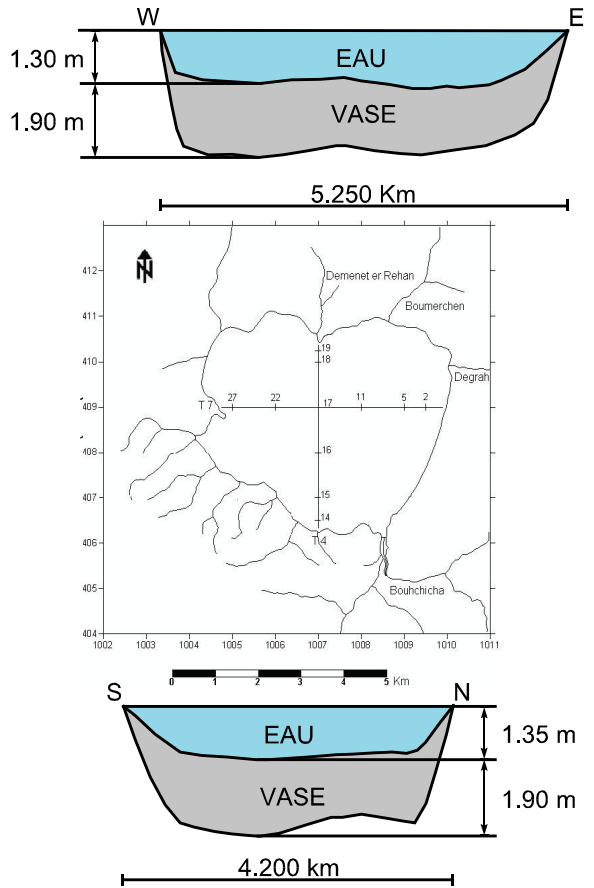 W E
1.30 m EAU
1.90 m VASE
5.250 Km
N
412
Demenet er Rehan
411 Boumerchen
19
410 18
Degrah
T 7 27 22 17 11 5 2
409
408
16
407
15
14
406
T 4
405
Bouhchicha
404
1002 1003 1004 1005 1006 1007 1008 1009 1010 1011
0 1 2 3 4 5 Km
S N
EAU 1.35 m
VASE 1.90 m
4.200 km